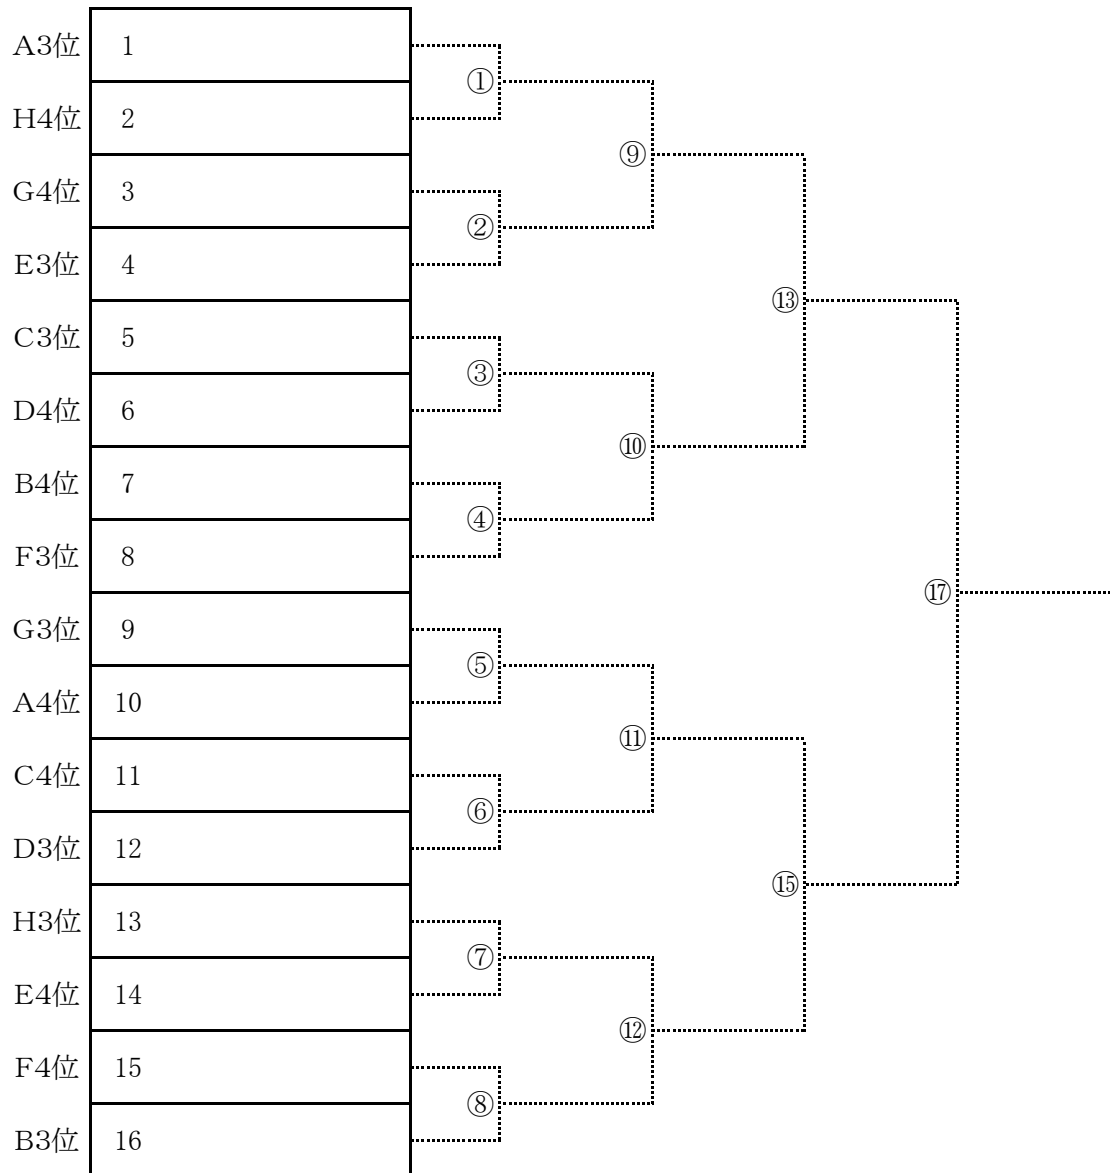 A3位 1
①
H4位 2
⑨
G4位 3
②
E3位 4
⑬
C3位 5
③
D4位 6
⑩
B4位 7
④
F3位 8
⑰
G3位 9
⑤
A4位 10
⑪
C4位 11
⑥
D3位 12
⑮
H3位 13
⑦
E4位 14
⑫
F4位 15
⑧
B3位 16